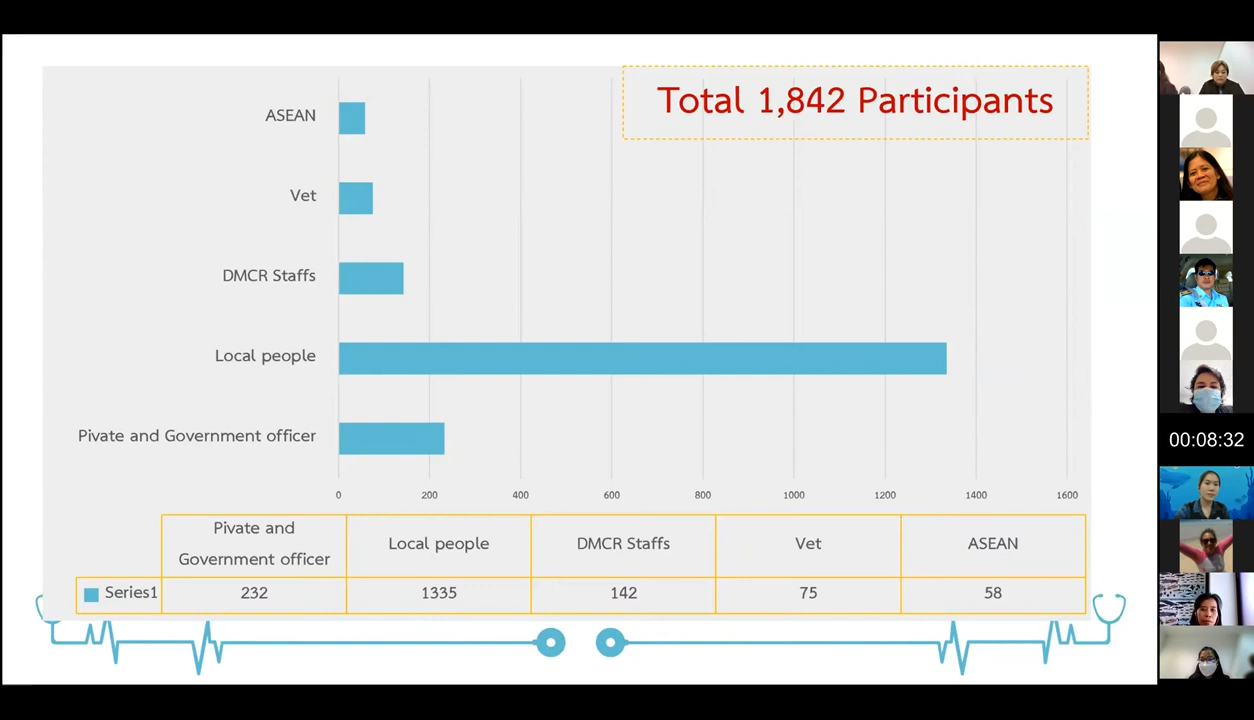 Total 1,842 Participants
ASEAN
Vet
DMCR Staffs
Local people
Pivate and Government officer
0 200 400 600 800 1000 1200 1400 1600
Pivate and
Government officer
Local people
DMCR Staffs
Vet
ASEAN
Series1 232 1335 142 75 58
00:08:32